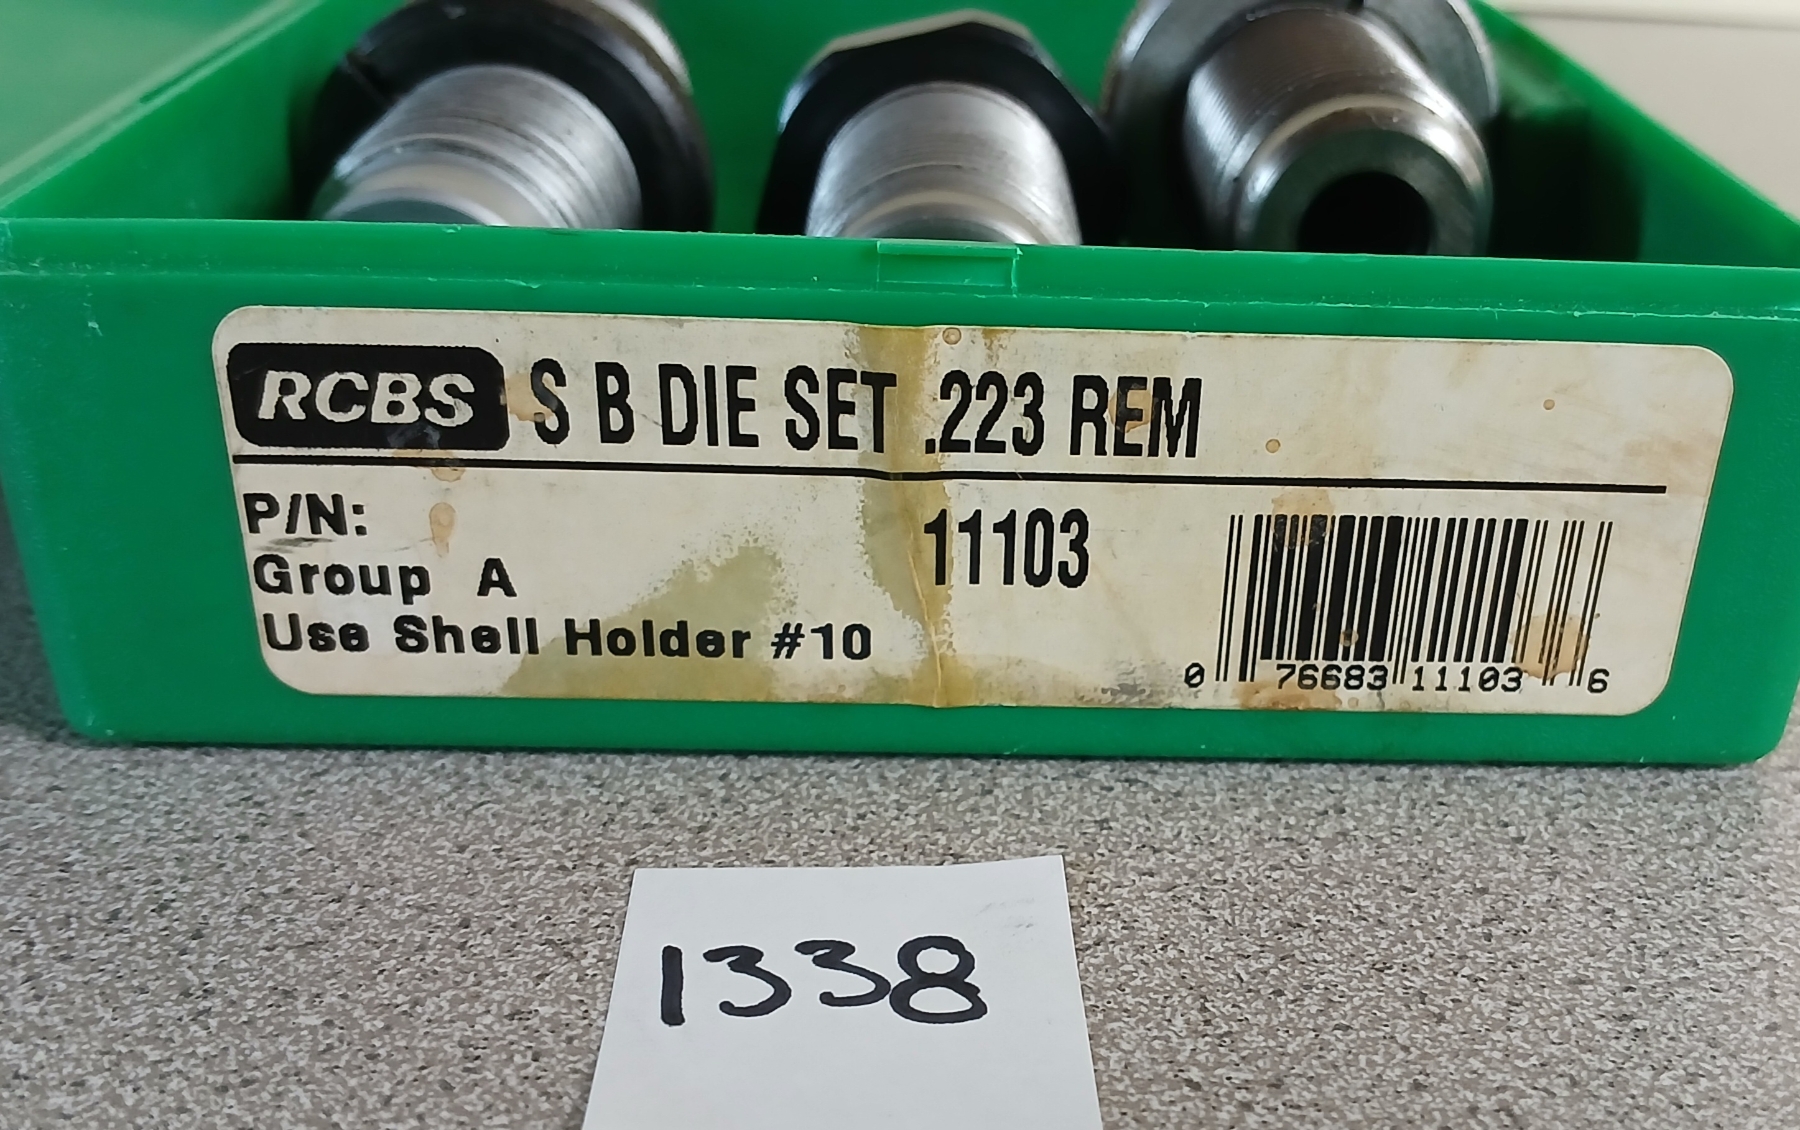 RCBS S B DIE SET .223 REM
P/N: 11103
Group A
Use Shell Holder #10
0 76683 11103 6
1338